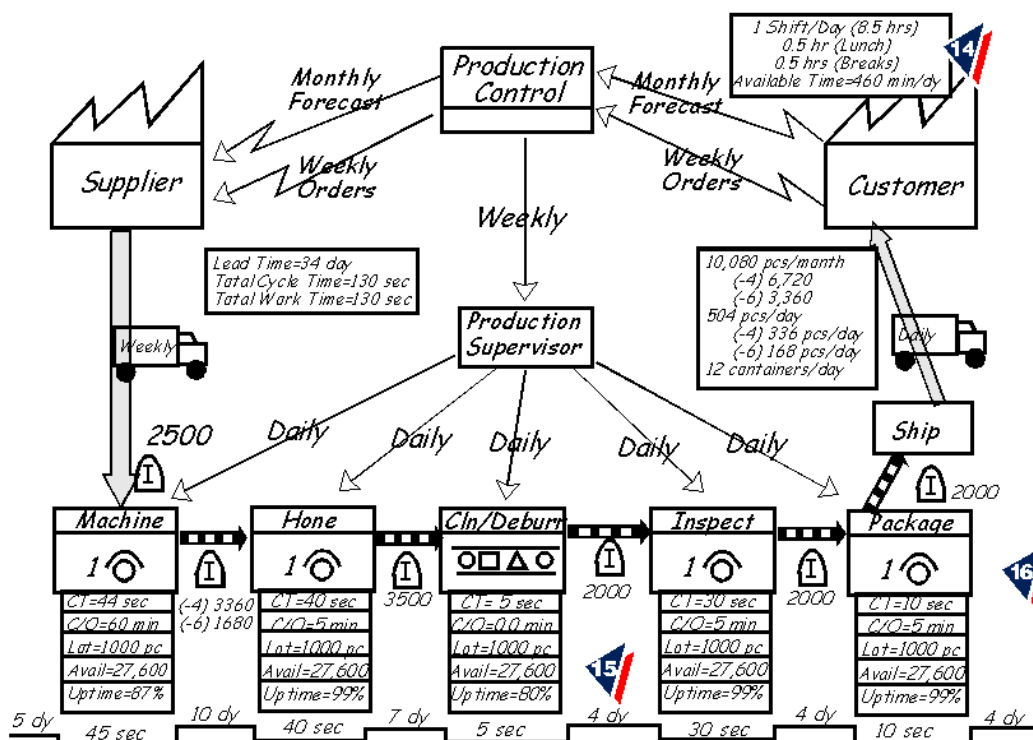 1 Shift/Day (8.5 hrs)
0.5 hr (Lunch)
0.5 hrs (Breaks)
Available Time=460 min/dy
14
Production
Control
Monthly
Forecast
Monthly
Forecast
Weekly
Orders
Weekly
Orders
Supplier
Customer
Weekly
Lead Time=34 day
Total Cycle Time=130 sec
Total Work Time=130 sec
10,080 pcs/month
(-4) 6,720
(-6) 3,360
504 pcs/day
(-4) 336 pcs/day
(-6) 168 pcs/day
12 containers/day
Production
Supervisor
Weekly
Daily
Daily
Daily
Daily
Daily
Daily
Ship
2500
I
I
2000
Machine
Hone
Cln/Deburr
Inspect
Package
1
I
1
I
I
1
I
1
16
(-4) 3360
(-6) 1680
3500
2000
2000
CT=44 sec
C/O=60 min
Lot=1000 pc
Avail=27,600
Uptime=87%
CT=40 sec
C/O=5 min
Lot=1000 pc
Avail=27,600
Uptime=99%
CT= 5 sec
C/O=0.0 min
Lot=1000 pc
Avail=27,600
Uptime=80%
15
CT=30 sec
C/O=5 min
Lot=1000 pc
Avail=27,600
Uptime=99%
CT=10 sec
C/O=5 min
Lot=1000 pc
Avail=27,600
Uptime=99%
5 dy
45 sec
10 dy
40 sec
7 dy
5 sec
4 dy
30 sec
4 dy
10 sec
4 dy